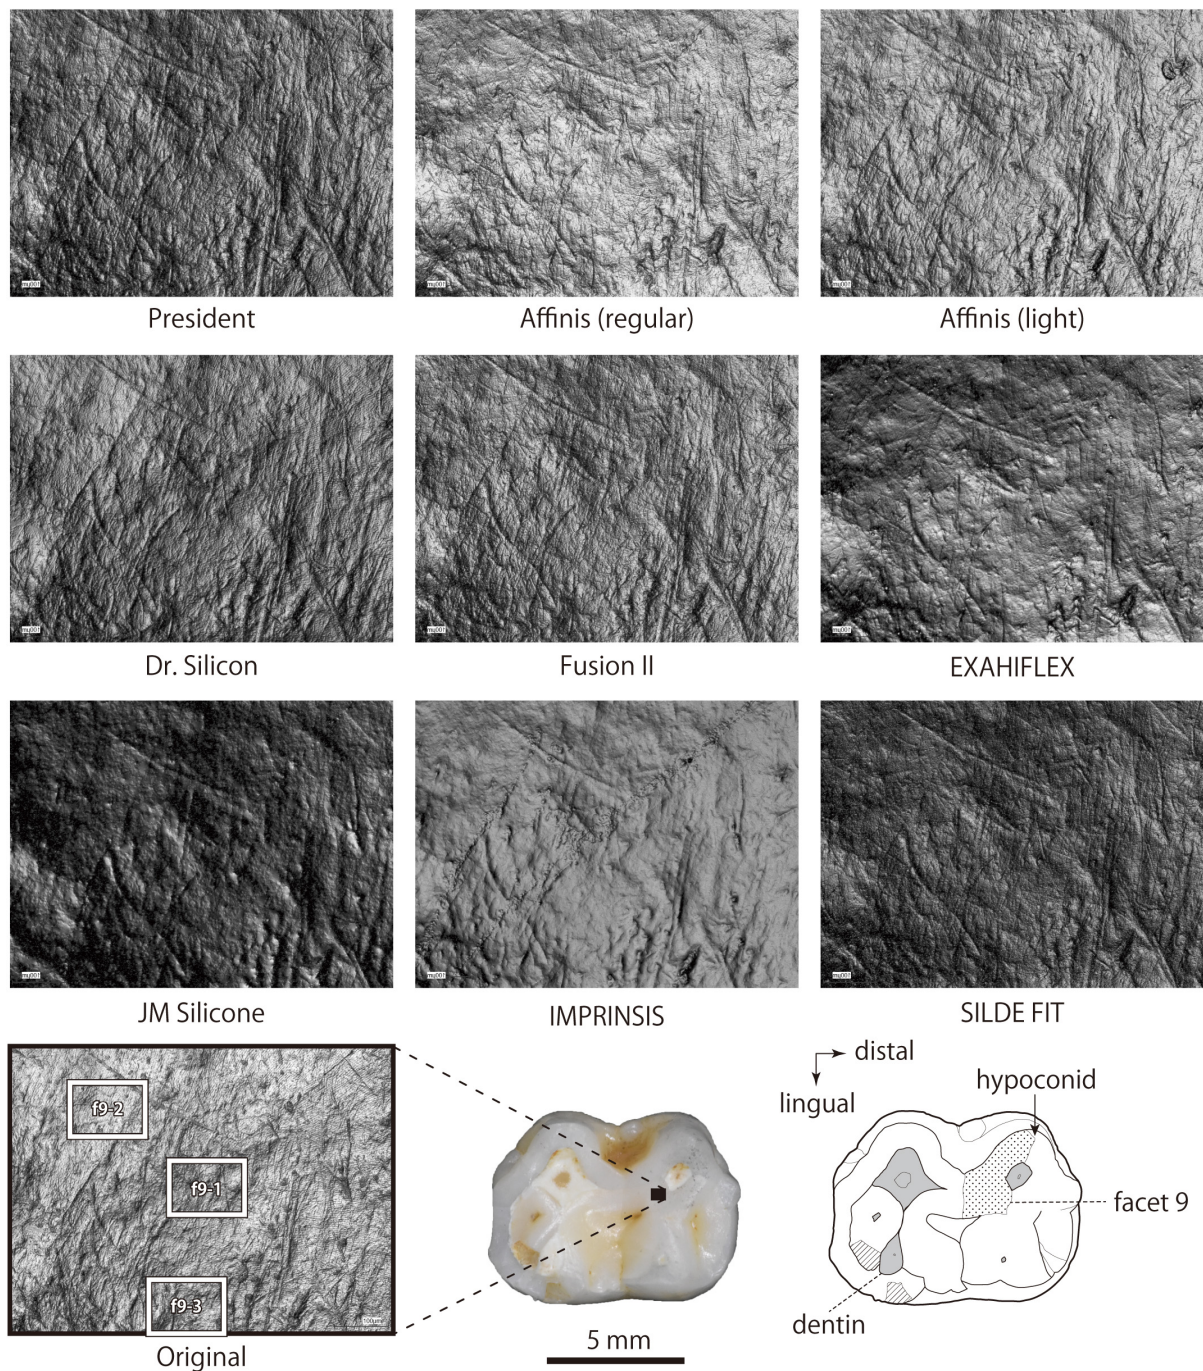 President
Affinis (regular)
Affinis (light)
Dr. Silicon
Fusion II
EXAHIFLEX
JM Silicone
IMPRINSIS
SILDE FIT
f9-2
f9-1
f9-3
100µm
Original
5 mm
distal
lingual
hypoconid
facet 9
dentin